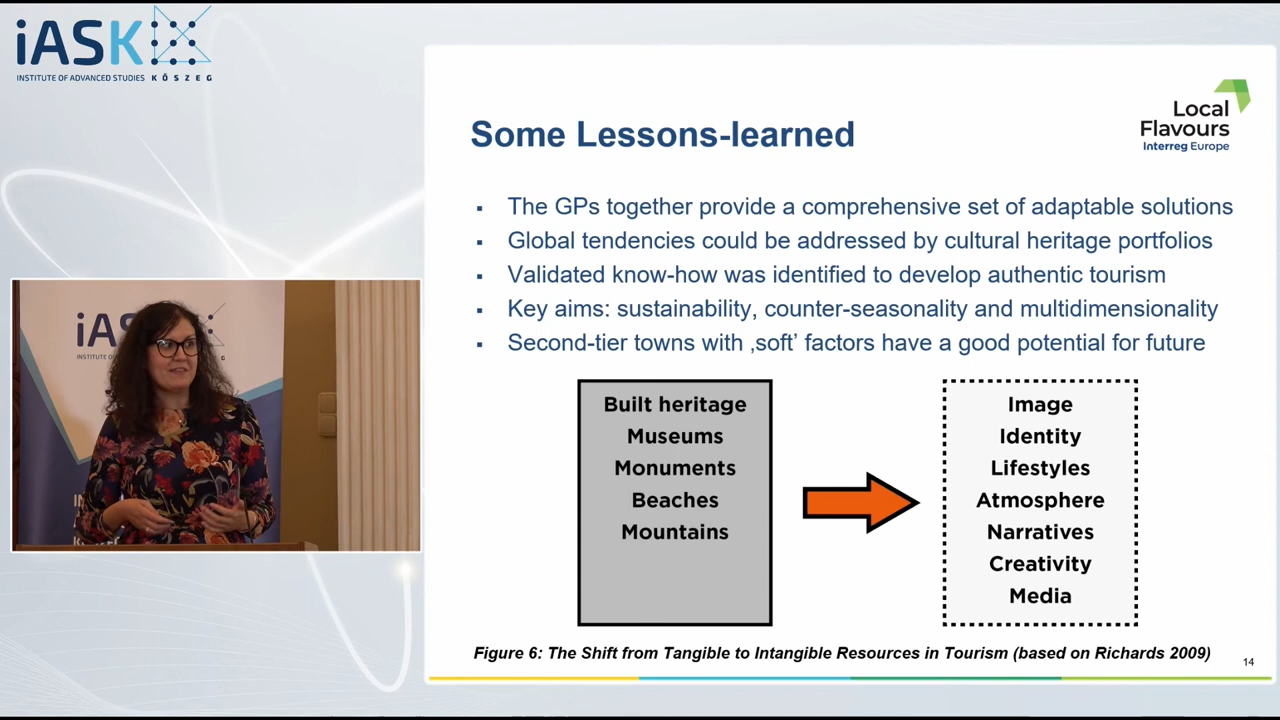 iASK
INSTITUTE OF ADVANCED STUDIES KŐSZEG
Local
Flavours
Interreg Europe
Some Lessons-learned
▪ The GPs together provide a comprehensive set of adaptable solutions
▪ Global tendencies could be addressed by cultural heritage portfolios
▪ Validated know-how was identified to develop authentic tourism
▪ Key aims: sustainability, counter-seasonality and multidimensionality
▪ Second-tier towns with ‚soft’ factors have a good potential for future
Built heritage
Museums
Monuments
Beaches
Mountains
Image
Identity
Lifestyles
Atmosphere
Narratives
Creativity
Media
Figure 6: The Shift from Tangible to Intangible Resources in Tourism (based on Richards 2009)
14
iAS
INSTITUTE OF